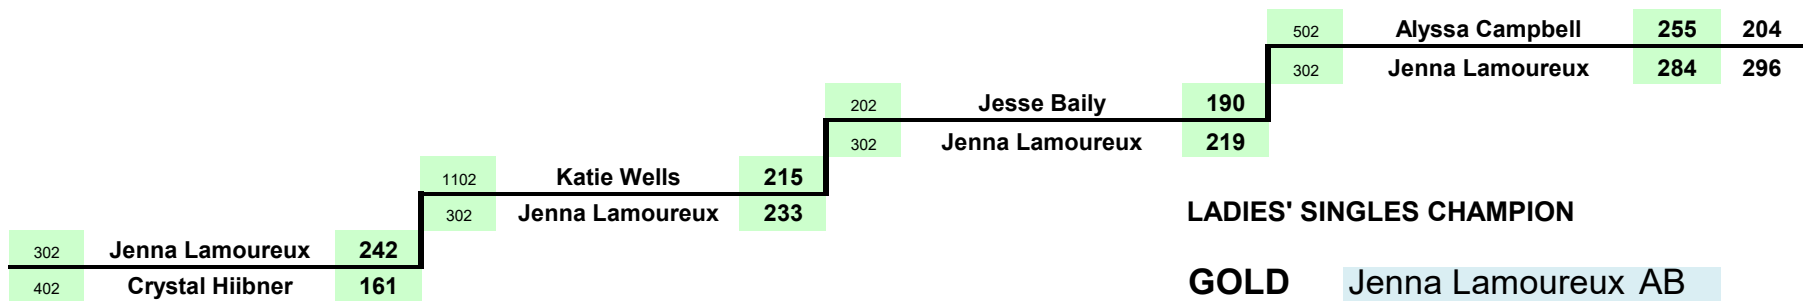 502 Alyssa Campbell 255 204
302 Jenna Lamoureux 284 296
202 Jesse Baily 190
302 Jenna Lamoureux 219
1102 Katie Wells 215
302 Jenna Lamoureux 233
LADIES' SINGLES CHAMPION
302 Jenna Lamoureux 242
402 Crystal Hiibner 161
GOLD Jenna Lamoureux AB